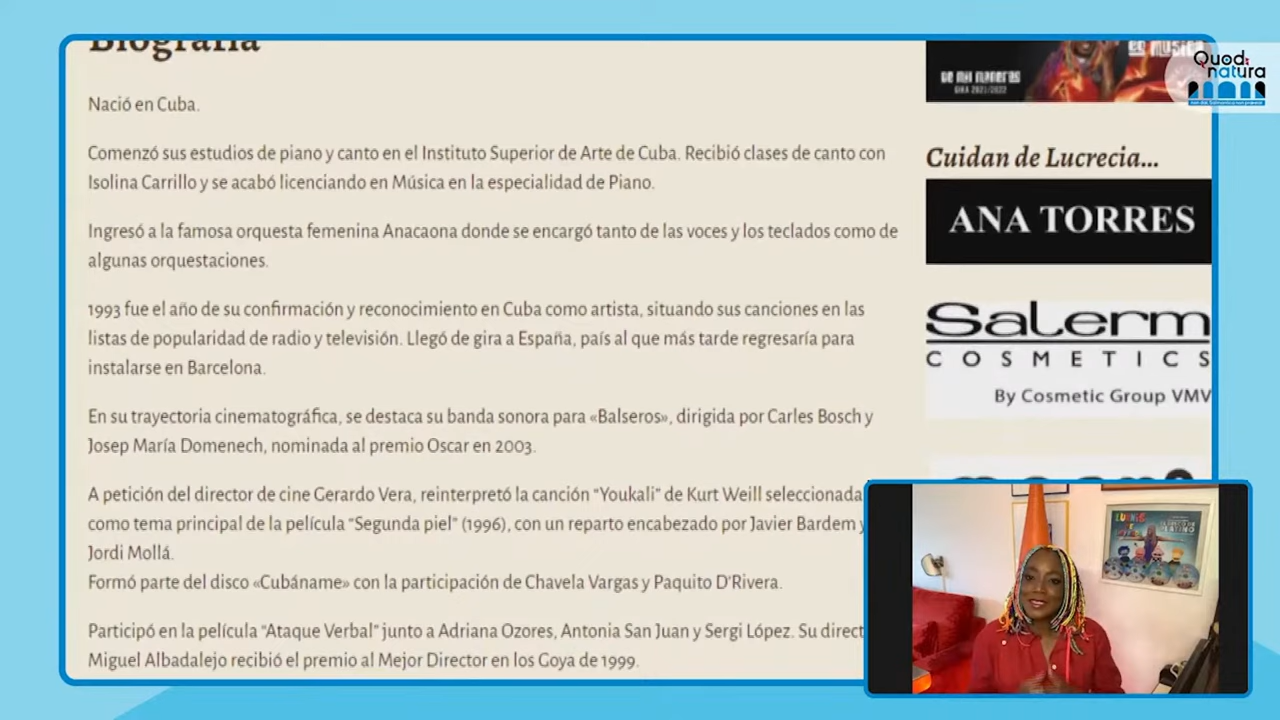 Biografía
Nació en Cuba.
Comenzó sus estudios de piano y canto en el Instituto Superior de Arte de Cuba. Recibió clases de canto con
Isolina Carrillo y se acabó licenciando en Música en la especialidad de Piano.
Ingresó a la famosa orquesta femenina Anacaona donde se encargó tanto de las voces y los teclados como de
algunas orquestaciones.
1993 fue el año de su confirmación y reconocimiento en Cuba como artista, situando sus canciones en las
listas de popularidad de radio y televisión. Llegó de gira a España, país al que más tarde regresaría para
instalarse en Barcelona.
En su trayectoria cinematográfica, se destaca su banda sonora para «Balseros», dirigida por Carles Bosch y
Josep María Domenech, nominada al premio Oscar en 2003.
A petición del director de cine Gerardo Vera, reinterpretó la canción “Youkali” de Kurt Weill seleccionada
como tema principal de la película “Segunda piel” (1996), con un reparto encabezado por Javier Bardem y
Jordi Mollá.
Formó parte del disco «Cubáname» con la participación de Chavela Vargas y Paquito D’Rivera.
Participó en la película “Ataque Verbal” junto a Adriana Ozores, Antonia San Juan y Sergi López. Su direct
Miguel Albadalejo recibió el premio al Mejor Director en los Goya de 1999.
DE MIL MANERAS
GIRA 2021/2022
Quod
natura
Cuidan de Lucrecia...
ANA TORRES
Salerm
COSMETICS
By Cosmetic Group VMV